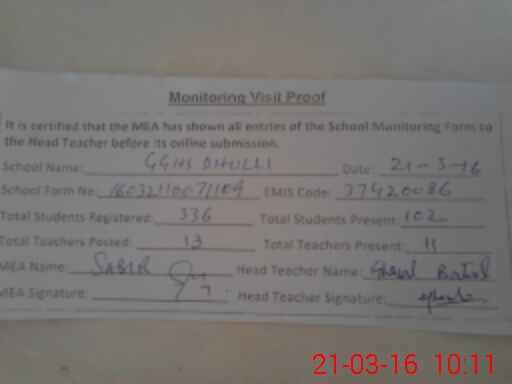 Monitoring Visit Proof
It is certified that the MEA has shown all entries of the School Monitoring Form to
the Head Teacher before its online submission.
School Name: GGHS DHULLI Date: 21-3-16
School Form No: EMIS Code: 37420086
Total Students Registered: 336 Total Students Present: 102
Total Teachers Posted: 13 Total Teachers Present: 11
MEA Name: SABIR Head Teacher Name: Batool
MEA Signature: Head Teacher Signature:
21-03-16 10:11